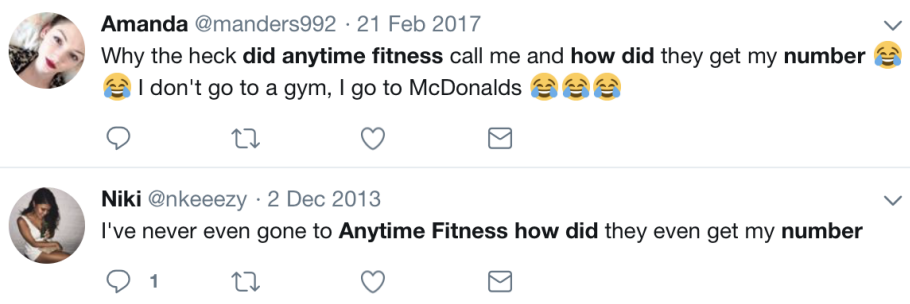 Amanda @manders992 · 21 Feb 2017
Why the heck did anytime fitness call me and how did they get my number 😂
😂 I don't go to a gym, I go to McDonalds 😂😂😂
Niki @nkeeezy · 2 Dec 2013
I've never even gone to Anytime Fitness how did they even get my number
1